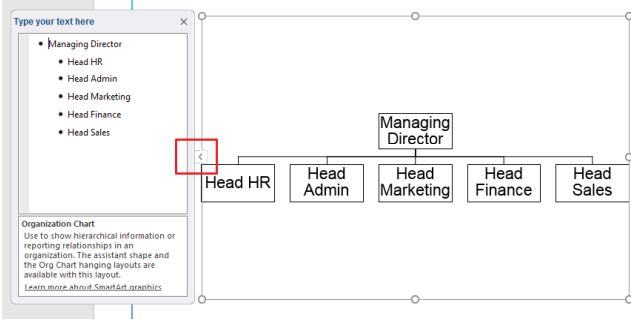 Type your text here
Managing Director
Head HR
Head Admin
Head Marketing
Head Finance
Head Sales
Organization Chart
Use to show hierarchical information or
reporting relationships in an
organization. The assistant shape and
the Org Chart hanging layouts are
available with this layout.
Learn more about SmartArt graphics
Managing
Director
Head HR
Head
Admin
Head
Marketing
Head
Finance
Head
Sales